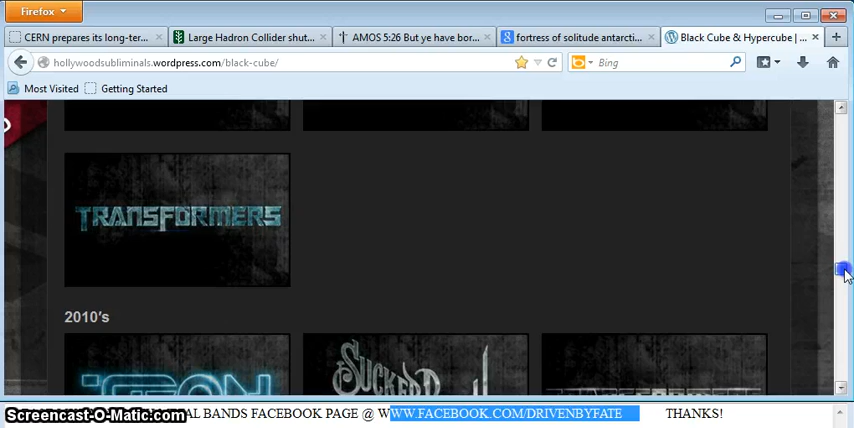 Firefox
CERN prepares its long-ter...
Large Hadron Collider shut...
AMOS 5:26 But ye have bor...
fortress of solitude antarcti...
Black Cube & Hypercube | ...
hollywoodsubliminals.wordpress.com/black-cube/
Bing
Most Visited
Getting Started
TRANSFORMERS
2010's
TRON
SUCKER
Screencast-O-Matic.com
AL BANDS FACEBOOK PAGE @ WWW.FACEBOOK.COM/DRIVENBYFATE THANKS!